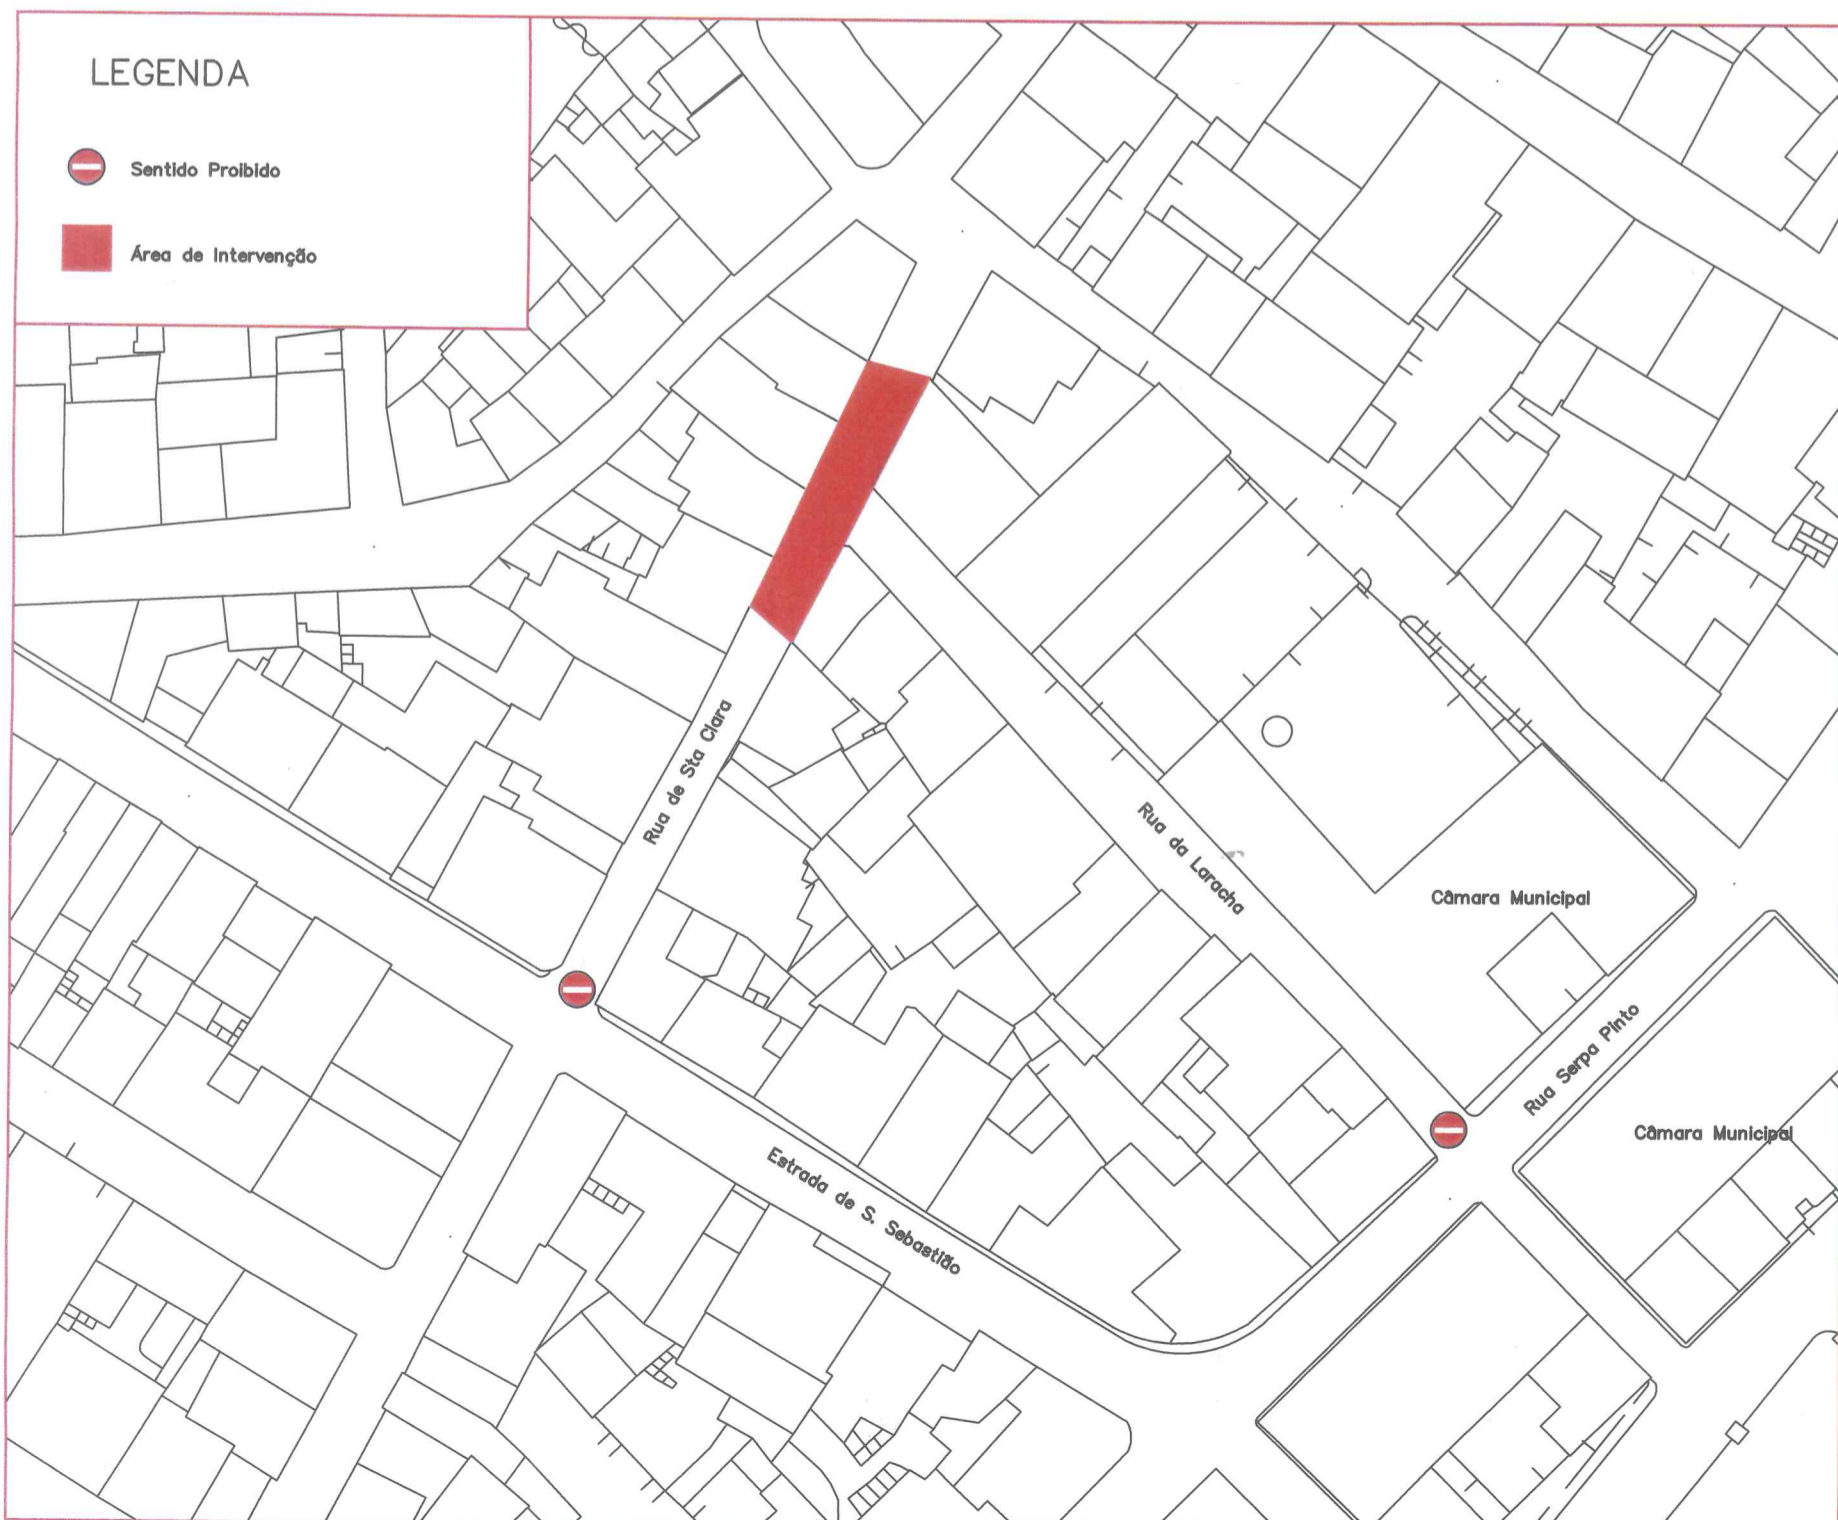 LEGENDA
Sentido Proibido
Área de Intervenção
Rua de Sta Clara
Rua da Laracha
Câmara Municipal
Rua Serpa Pinto
Câmara Municipal
Estrada de S. Sebastião